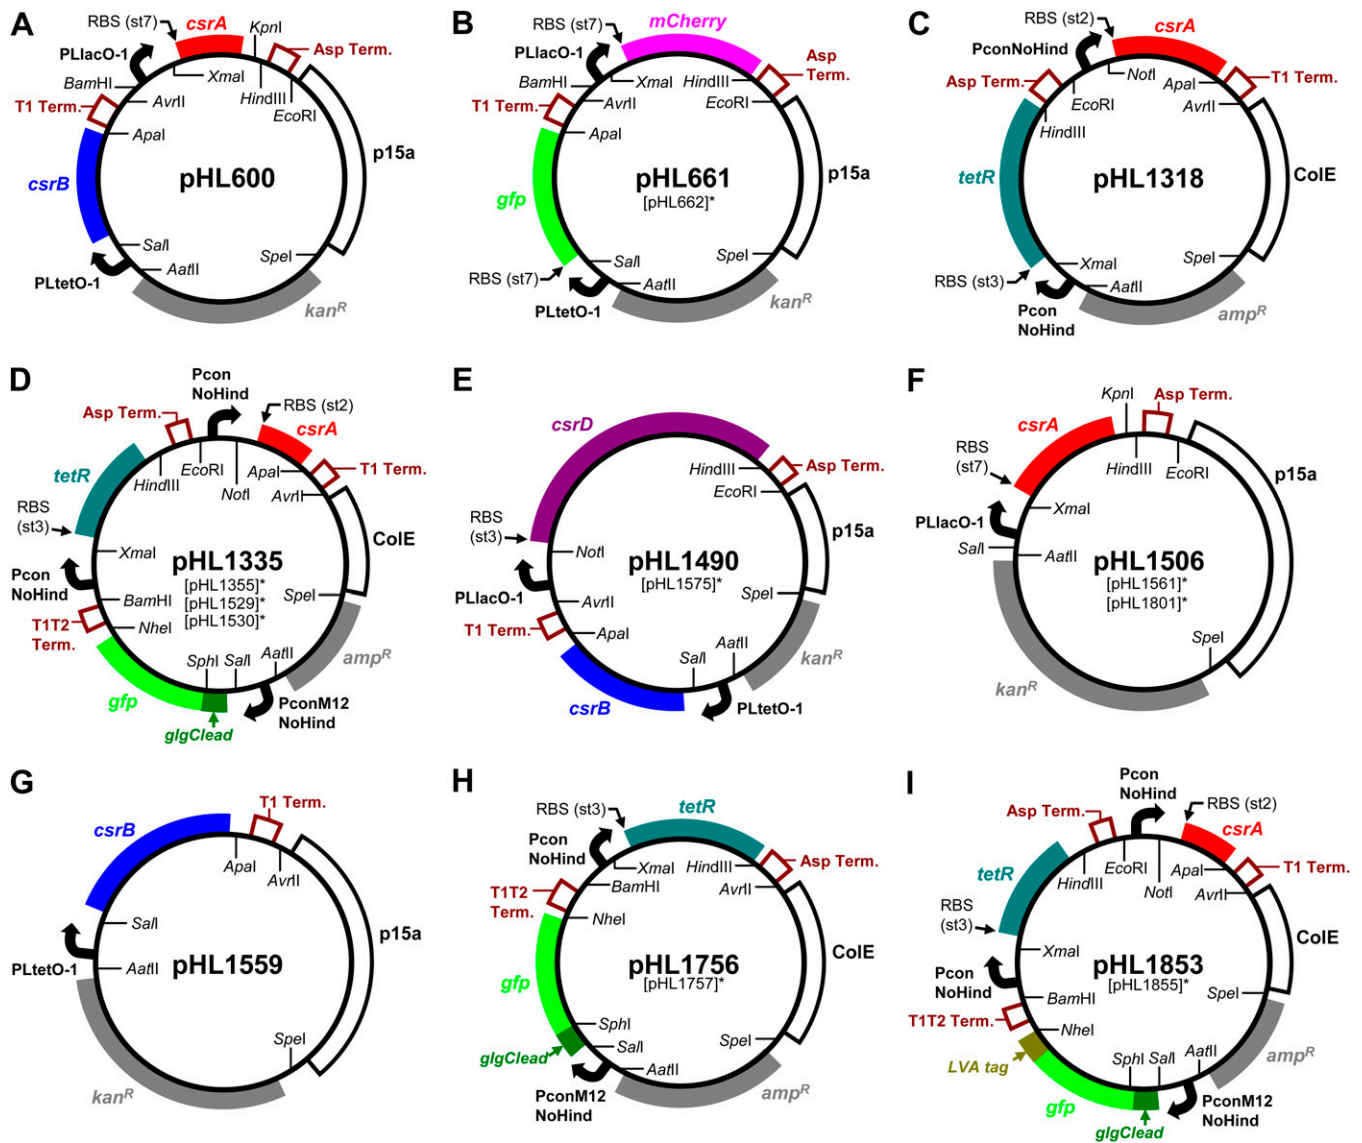 A
RBS (st7)
csrA
KpnI
Asp Term.
PLlacO-1
BamHI
XmaI
HindIII
EcoRI
T1 Term.
AvrII
ApaI
csrB
pHL600
p15a
SalI
AatII
SpeI
PLtetO-1
kanR
B
RBS (st7)
mCherry
Asp
Term.
PLlacO-1
BamHI
XmaI
HindIII
EcoRI
T1 Term.
AvrII
ApaI
gfp
pHL661
[pHL662]*
p15a
SalI
AatII
SpeI
RBS (st7)
PLtetO-1
kanR
C
RBS (st2)
csrA
PconNoHind
Asp Term.
NotI
ApaI
AvrII
T1 Term.
EcoRI
HindIII
tetR
pHL1318
ColE
XmaI
AatII
SpeI
RBS (st3)
Pcon
NoHind
ampR
D
Pcon
NoHind
RBS (st2)
Asp Term.
csrA
tetR
HindIII
EcoRI
NotI
ApaI
AvrII
T1 Term.
RBS
(st3)
XmaI
pHL1335
[pHL1355]*
[pHL1529]*
[pHL1530]*
ColE
Pcon
NoHind
BamHI
SpeI
T1T2
Term.
NheI
SphI
SalI
AatII
ampR
gfp
glgClead
PconM12
NoHind
E
csrD
HindIII
EcoRI
Asp Term.
RBS
(st3)
NotI
pHL1490
[pHL1575]*
p15a
PLlacO-1
AvrII
SpeI
T1 Term.
ApaI
SalI
AatII
kanR
csrB
PLtetO-1
F
KpnI
Asp Term.
csrA
HindIII
EcoRI
RBS
(st7)
p15a
XmaI
PLlacO-1
SalI
AatII
pHL1506
[pHL1561]*
[pHL1801]*
SpeI
kanR
G
T1 Term.
csrB
ApaI
AvrII
SalI
p15a
PLtetO-1
AatII
pHL1559
SpeI
kanR
H
RBS (st3)
tetR
Pcon
NoHind
XmaI
HindIII
Asp Term.
BamHI
AvrII
T1T2
Term.
NheI
gfp
pHL1756
[pHL1757]*
ColE
SphI
SalI
AatII
SpeI
glgClead
PconM12
NoHind
ampR
I
Pcon
NoHind
RBS (st2)
Asp Term.
csrA
tetR
HindIII
EcoRI
NotI
ApaI
AvrII
T1 Term.
RBS
(st3)
XmaI
pHL1853
[pHL1855]*
ColE
Pcon
NoHind
BamHI
SpeI
T1T2 Term.
NheI
LVA tag
SphI
SalI
AatII
ampR
gfp
glgClead
PconM12
NoHind